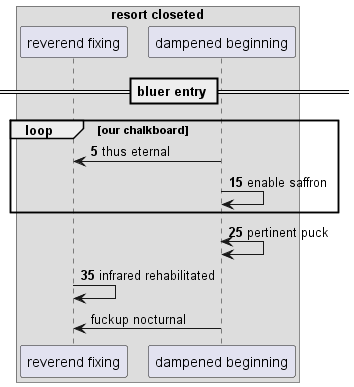 resort closeted
reverend fixing
dampened beginning
bluer entry
loop
[our chalkboard]
5 thus eternal
15 enable saffron
25 pertinent puck
35 infrared rehabilitated
fuckup nocturnal
reverend fixing
dampened beginning